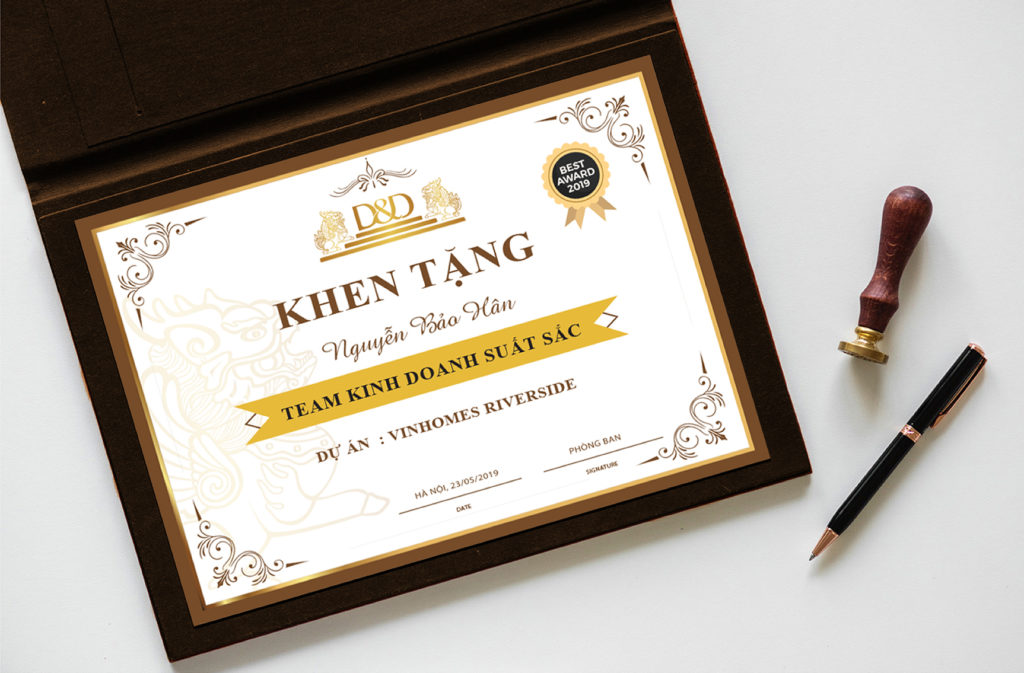 BEST
AWARD
2019
D&D
KHEN TẶNG
Nguyễn Bảo Hân
TEAM KINH DOANH SUẤT SẮC
DỰ ÁN : VINHOMES RIVERSIDE
HÀ NỘI, 23/05/2019
DATE
PHÒNG BAN
SIGNATURE